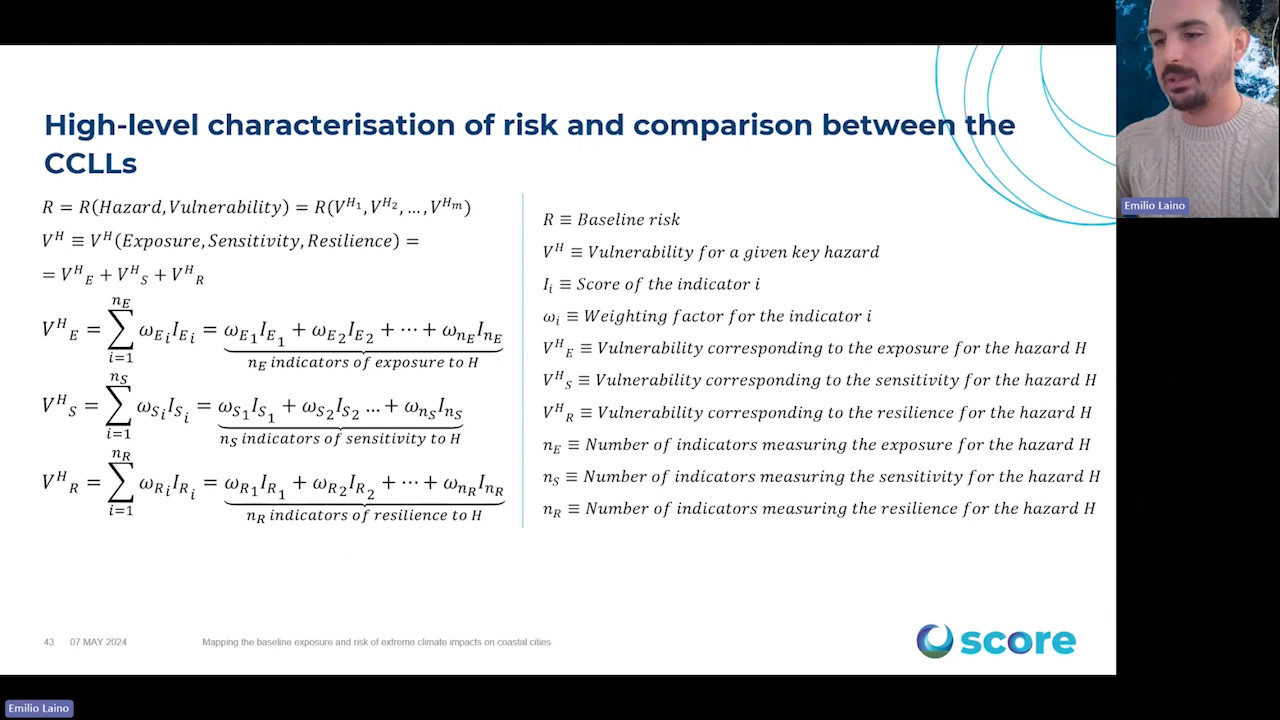 High-level characterisation of risk and comparison between the
CCLLs
R = R(Hazard, Vulnerability) = R(V^{H_1}, V^{H_2}, …, V^{H_m})
V^H ≡ V^H(Exposure, Sensitivity, Resilience) =
= V^H_E + V^H_S + V^H_R
V^H_E = ∑_{i=1}^{n_E} ω_{E_i} I_{E_i} = ω_{E_1} I_{E_1} + ω_{E_2} I_{E_2} + ⋯ + ω_{n_E} I_{n_E}
n_E indicators of exposure to H
V^H_S = ∑_{i=1}^{n_S} ω_{S_i} I_{S_i} = ω_{S_1} I_{S_1} + ω_{S_2} I_{S_2} … + ω_{n_S} I_{n_S}
n_S indicators of sensitivity to H
V^H_R = ∑_{i=1}^{n_R} ω_{R_i} I_{R_i} = ω_{R_1} I_{R_1} + ω_{R_2} I_{R_2} + ⋯ + ω_{n_R} I_{n_R}
n_R indicators of resilience to H
R ≡ Baseline risk
V^H ≡ Vulnerability for a given key hazard
I_i ≡ Score of the indicator i
ω_i ≡ Weighting factor for the indicator i
V^H_E ≡ Vulnerability corresponding to the exposure for the hazard H
V^H_S ≡ Vulnerability corresponding to the sensitivity for the hazard H
V^H_R ≡ Vulnerability corresponding to the resilience for the hazard H
n_E ≡ Number of indicators measuring the exposure for the hazard H
n_S ≡ Number of indicators measuring the sensitivity for the hazard H
n_R ≡ Number of indicators measuring the resilience for the hazard H
43 07 MAY 2024 Mapping the baseline exposure and risk of extreme climate impacts on coastal cities
score
Emilio Laino
Emilio Laino